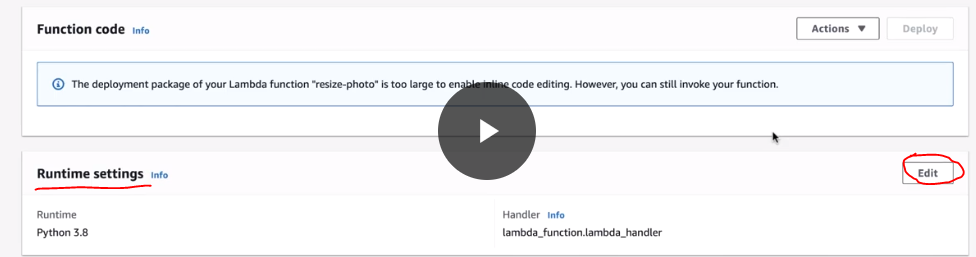 Function code Info
Actions Deploy
The deployment package of your Lambda function "resize-photo" is too large to enable inline code editing. However, you can still invoke your function.
Runtime settings Info
Edit
Runtime
Python 3.8
Handler Info
lambda_function.lambda_handler